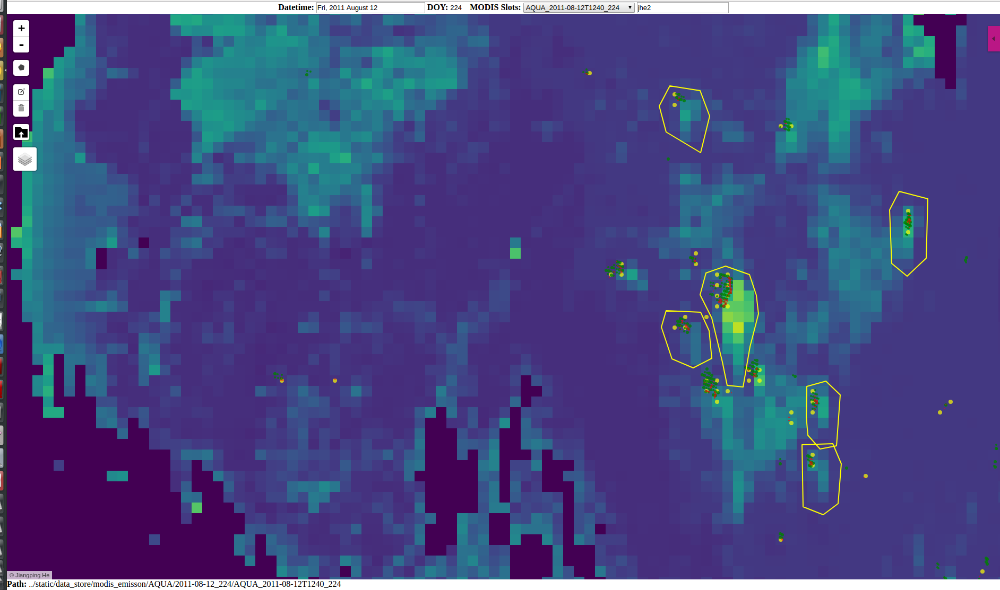 Datetime: Fri, 2011 August 12 DOY: 224 MODIS Slots: AQUA_2011-08-12T1240_224 jhe2
+
-
© Jiangping He
Path: ../static/data_store/modis_emisson/AQUA/2011-08-12_224/AQUA_2011-08-12T1240_224